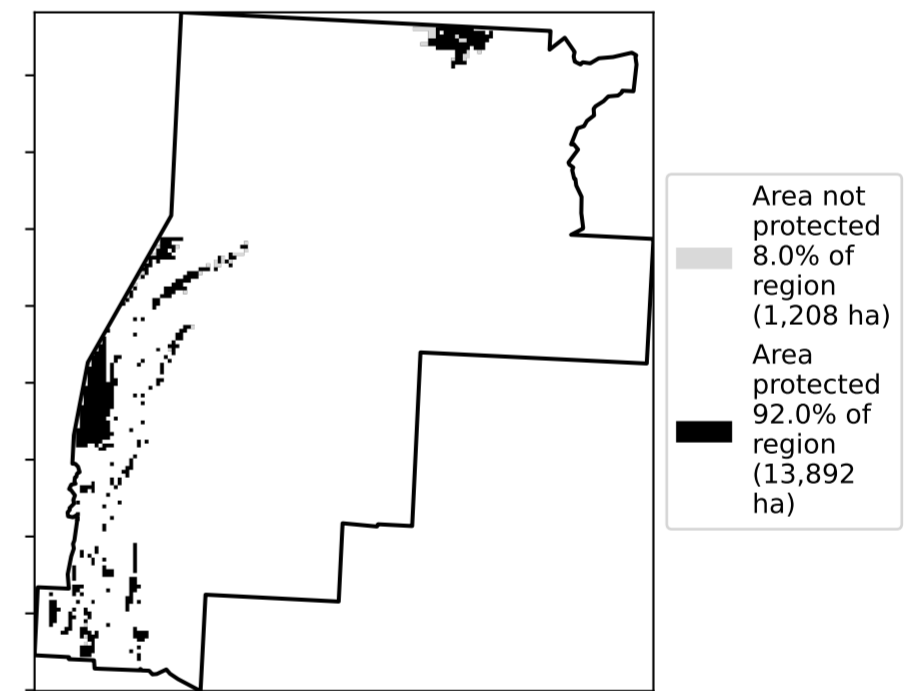 Area not
protected
8.0% of
region
(1,208 ha)
Area
protected
92.0% of
region
(13,892
ha)